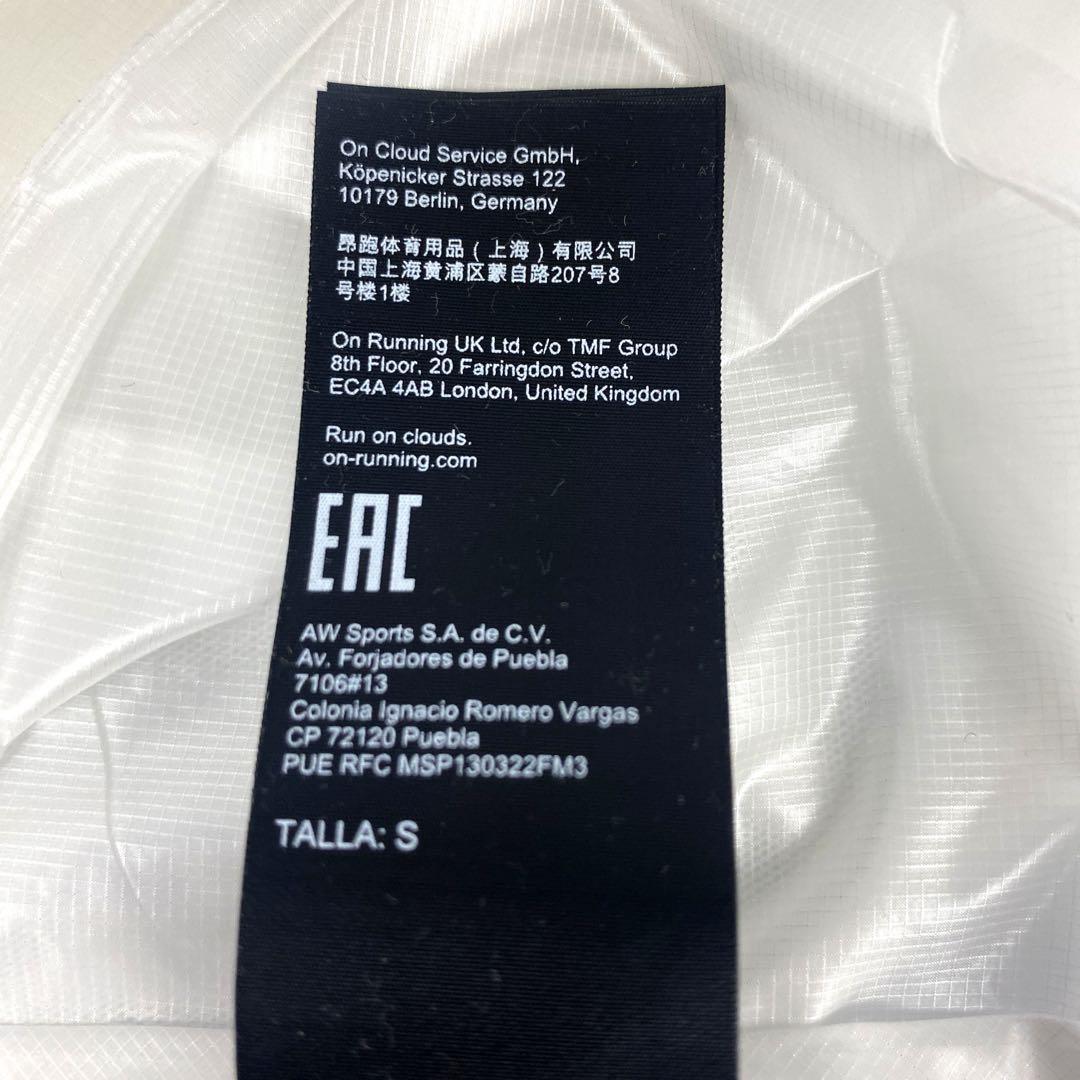 On Cloud Service GmbH,
Köpenicker Strasse 122
10179 Berlin, Germany
昂跑体育用品（上海）有限公司
中国上海黄浦区蒙自路207号8
号楼1楼
On Running UK Ltd, c/o TMF Group
8th Floor, 20 Farringdon Street,
EC4A 4AB London, United Kingdom
Run on clouds.
on-running.com
EAC
AW Sports S.A. de C.V.
Av. Forjadores de Puebla
7106#13
Colonia Ignacio Romero Vargas
CP 72120 Puebla
PUE RFC MSP130322FM3
TALLA: S